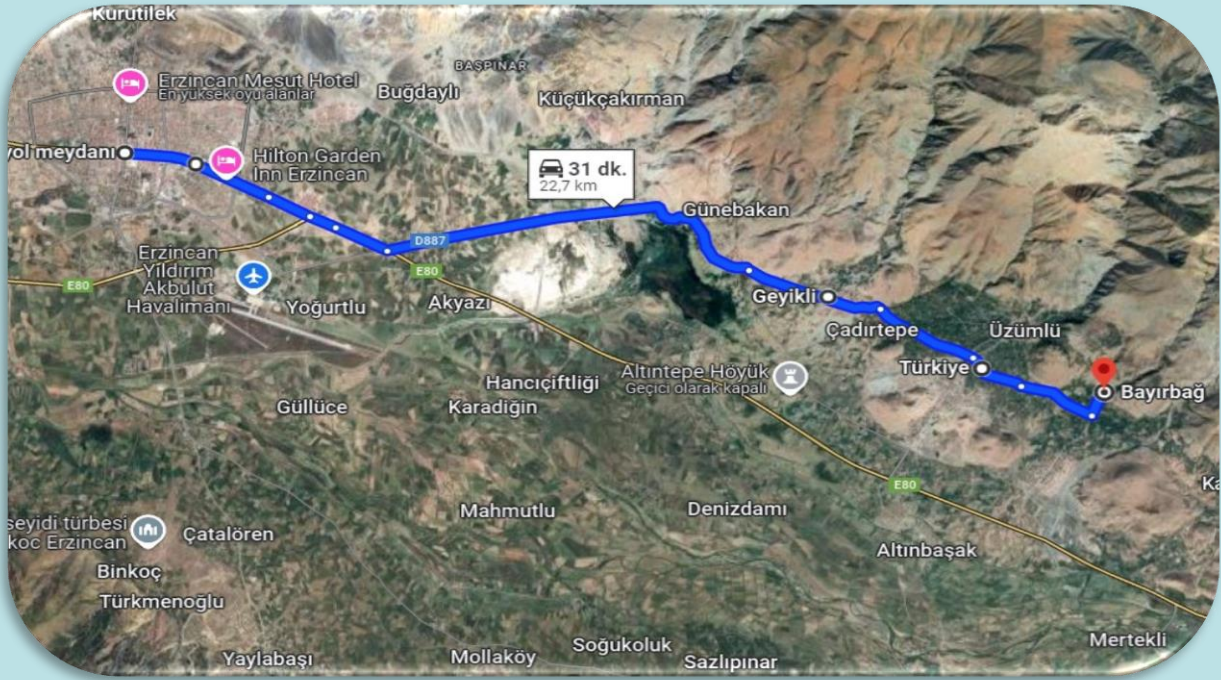 Kurutilek
BAŞPINAR
Erzincan Mesut Hotel
En yüksek oyu alanlar
Buğdaylı
Küçükçakırman
yol meydanı
Hilton Garden
Inn Erzincan
31 dk.
22,7 km
Günebakan
D887
Erzincan
Yıldırım
Akbulut
Havalimanı
E80
E80
Yoğurtlu
Akyazı
Geyikli
Çadırtepe
Üzümlü
Altıntepe Höyük
Geçici olarak kapalı
Türkiye
Bayırbağ
Hancıçiftliği
Güllüce
Karadiğin
E80
Ka
Mahmutlu
Denizdamı
seyidi türbesi
koc Erzincan
Çatalören
Altınbaşak
Binkoç
Türkmenoğlu
Mertekli
Soğukoluk
Yaylabaşı
Mollaköy
Sazlıpınar